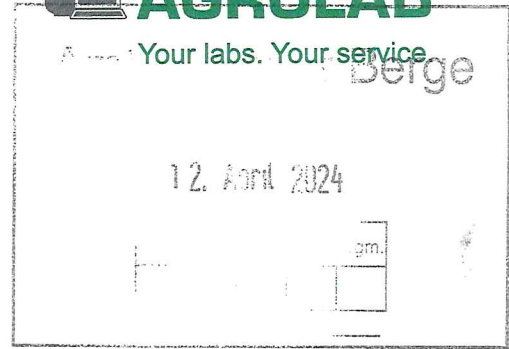 AGROLAB
Your labs. Your service.
Berge
12. April 2024
gm.